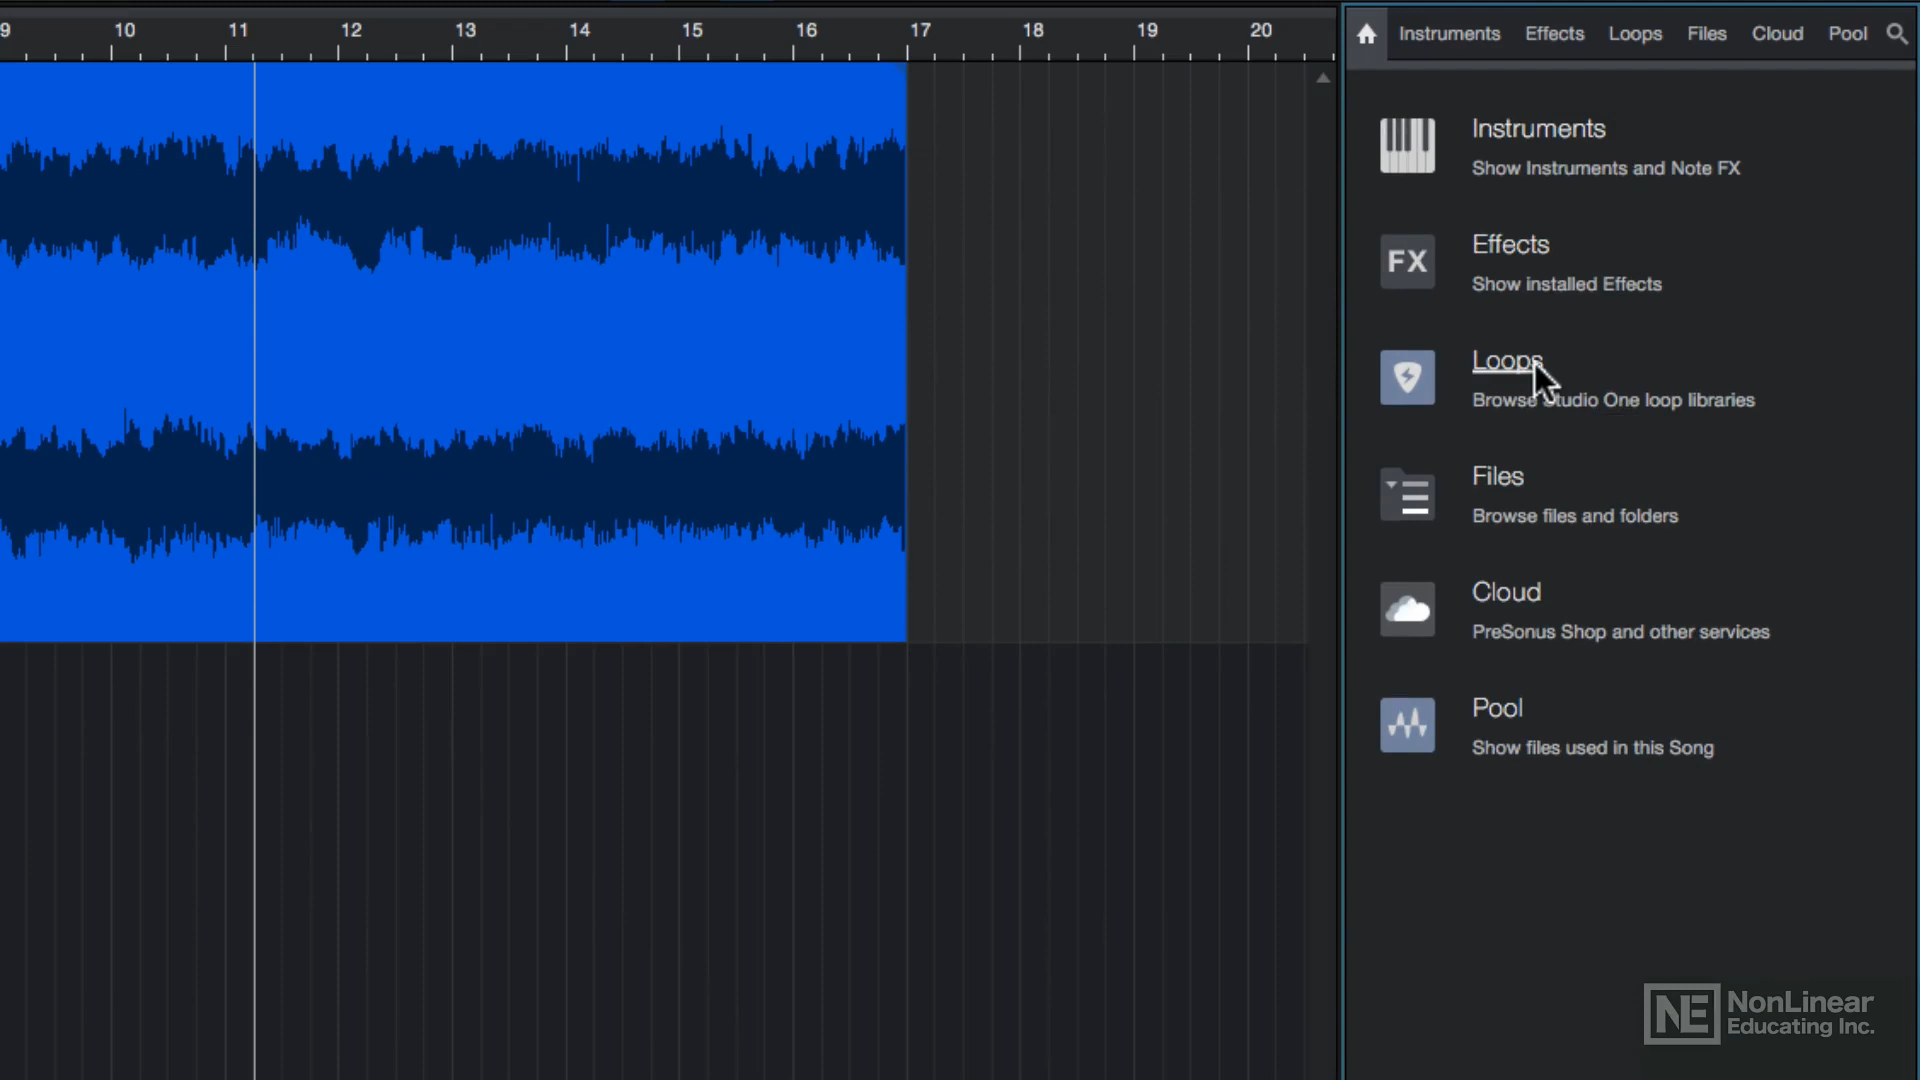 9 10 11 12 13 14 15 16 17 18 19 20
Instruments Effects Loops Files Cloud Pool
Instruments
Show Instruments and Note FX
FX
Effects
Show installed Effects
Loops
Browse Studio One loop libraries
Files
Browse files and folders
Cloud
PreSonus Shop and other services
Pool
Show files used in this Song
NE NonLinear
Educating Inc.